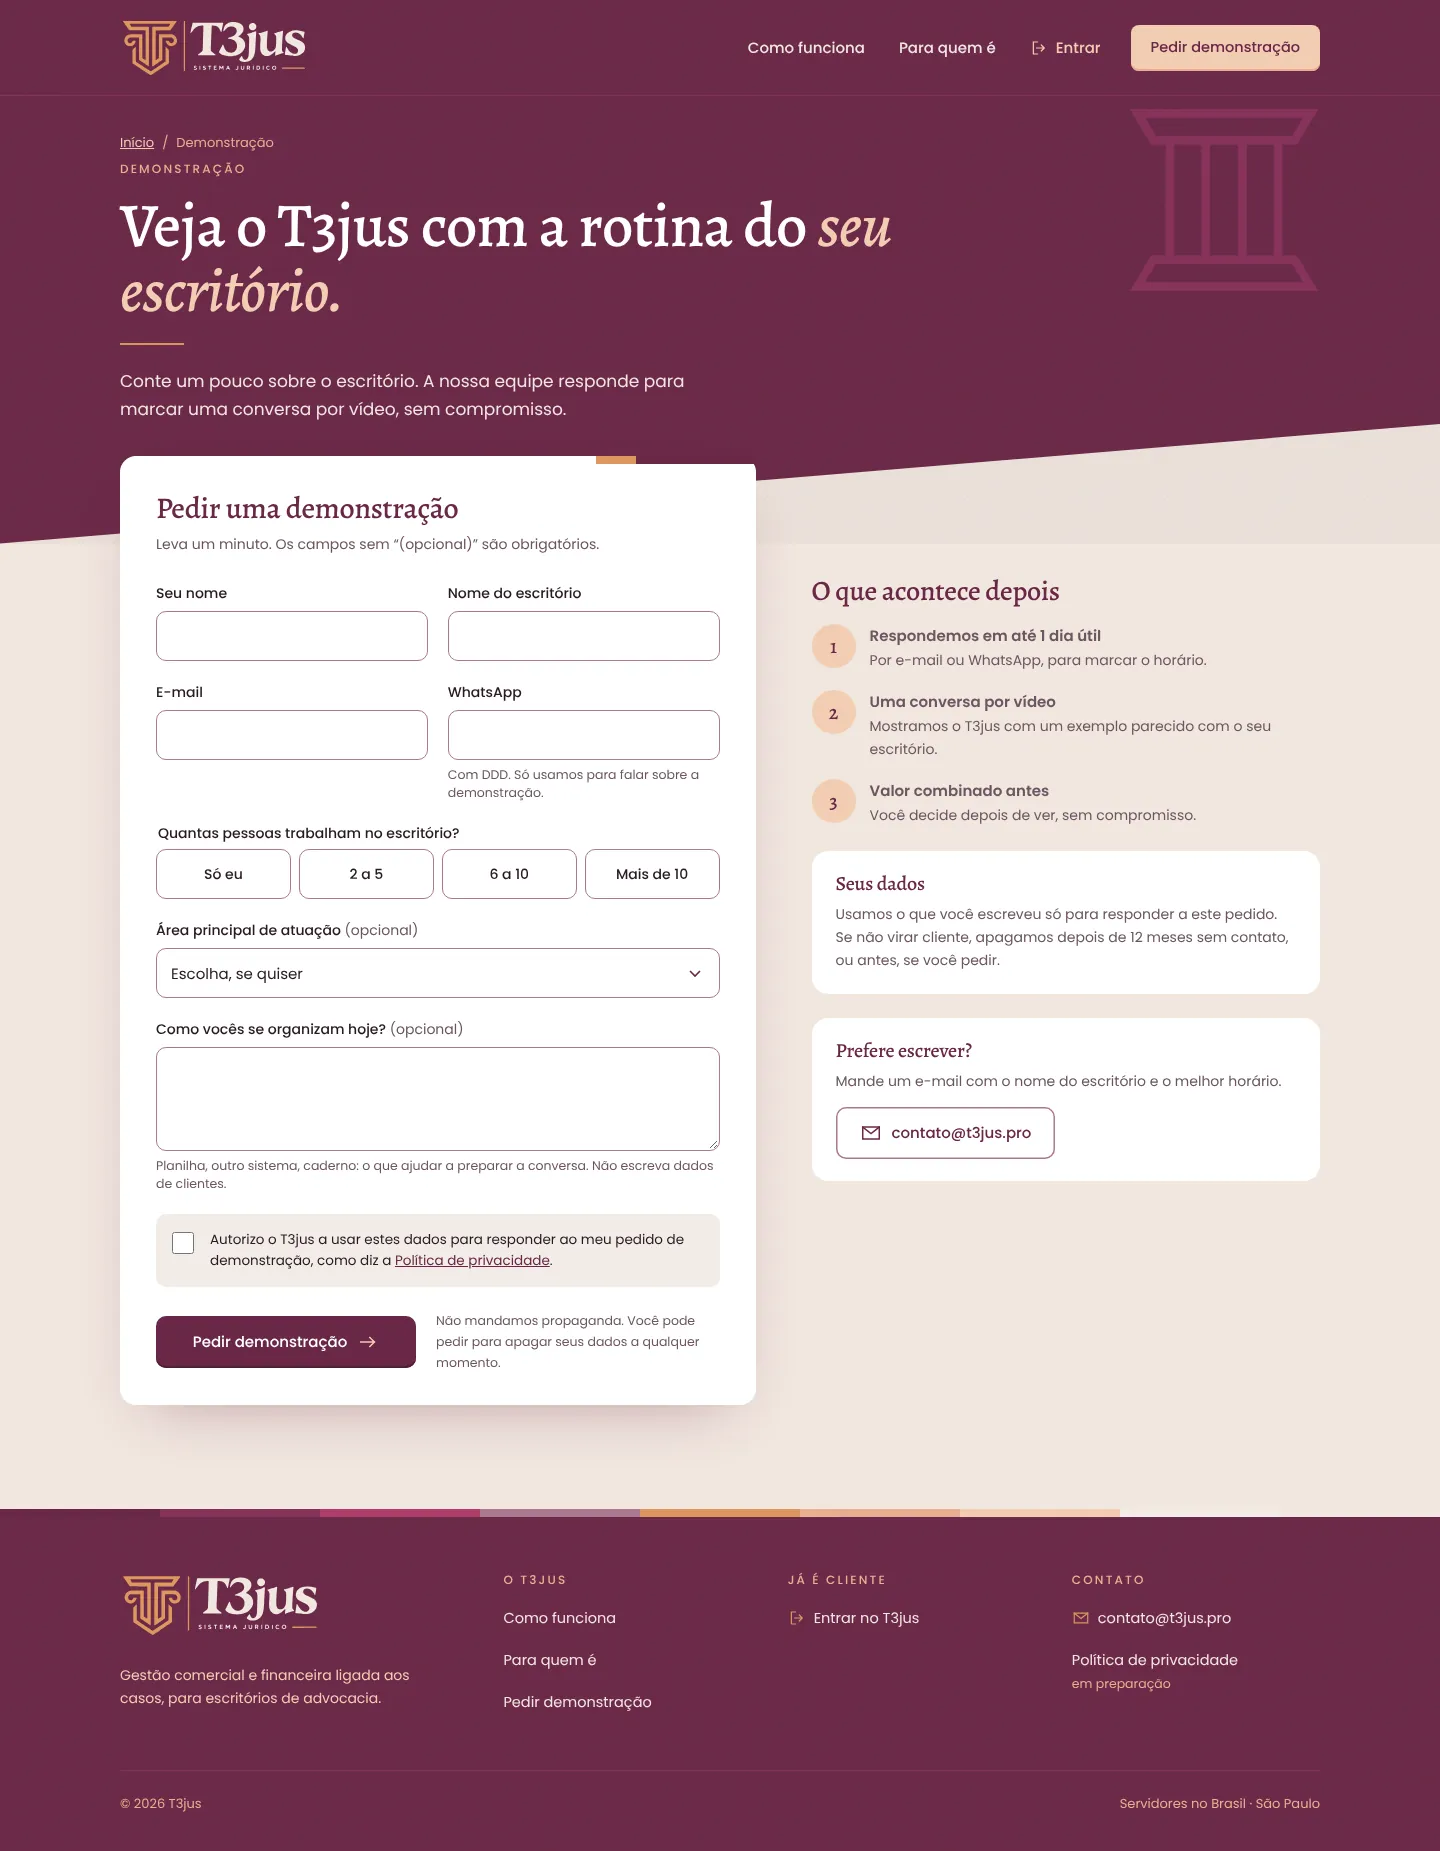 T3jus
SISTEMA JURÍDICO
Como funciona
Para quem é
Entrar
Pedir demonstração
Início / Demonstração
DEMONSTRAÇÃO
Veja o T3jus com a rotina do seu
escritório.
Conte um pouco sobre o escritório. A nossa equipe responde para
marcar uma conversa por vídeo, sem compromisso.
Pedir uma demonstração
Leva um minuto. Os campos sem “(opcional)” são obrigatórios.
Seu nome
Nome do escritório
E-mail
WhatsApp
Com DDD. Só usamos para falar sobre a
demonstração.
Quantas pessoas trabalham no escritório?
Só eu
2 a 5
6 a 10
Mais de 10
Área principal de atuação (opcional)
Escolha, se quiser
Como vocês se organizam hoje? (opcional)
Planilha, outro sistema, caderno: o que ajudar a preparar a conversa. Não escreva dados
de clientes.
Autorizo o T3jus a usar estes dados para responder ao meu pedido de
demonstração, como diz a Política de privacidade.
Pedir demonstração
Não mandamos propaganda. Você pode
pedir para apagar seus dados a qualquer
momento.
O que acontece depois
1
Respondemos em até 1 dia útil
Por e-mail ou WhatsApp, para marcar o horário.
2
Uma conversa por vídeo
Mostramos o T3jus com um exemplo parecido com o seu
escritório.
3
Valor combinado antes
Você decide depois de ver, sem compromisso.
Seus dados
Usamos o que você escreveu só para responder a este pedido.
Se não virar cliente, apagamos depois de 12 meses sem contato,
ou antes, se você pedir.
Prefere escrever?
Mande um e-mail com o nome do escritório e o melhor horário.
contato@t3jus.pro
T3jus
SISTEMA JURÍDICO
Gestão comercial e financeira ligada aos
casos, para escritórios de advocacia.
O T3JUS
Como funciona
Para quem é
Pedir demonstração
JÁ É CLIENTE
Entrar no T3jus
CONTATO
contato@t3jus.pro
Política de privacidade
em preparação
© 2026 T3jus
Servidores no Brasil · São Paulo